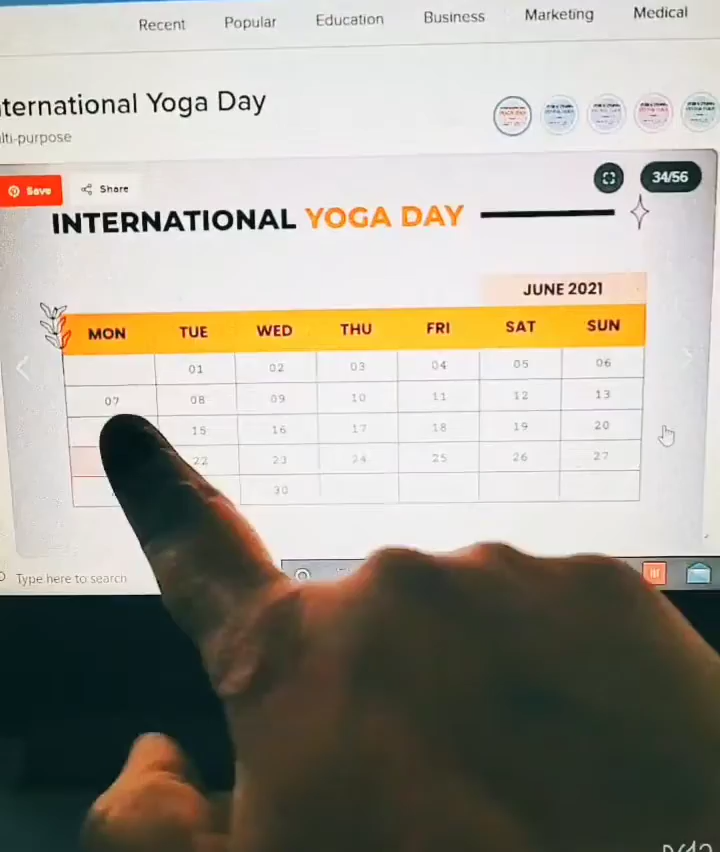 Recent Popular Education Business Marketing Medical
nternational Yoga Day
lti-purpose
Save Share 34/56
INTERNATIONAL YOGA DAY
JUNE 2021
MON TUE WED THU FRI SAT SUN
01 02 03 04 05 06
07 08 09 10 11 12 13
15 16 17 18 19 20
22 23 24 25 26 27
30
Type here to search